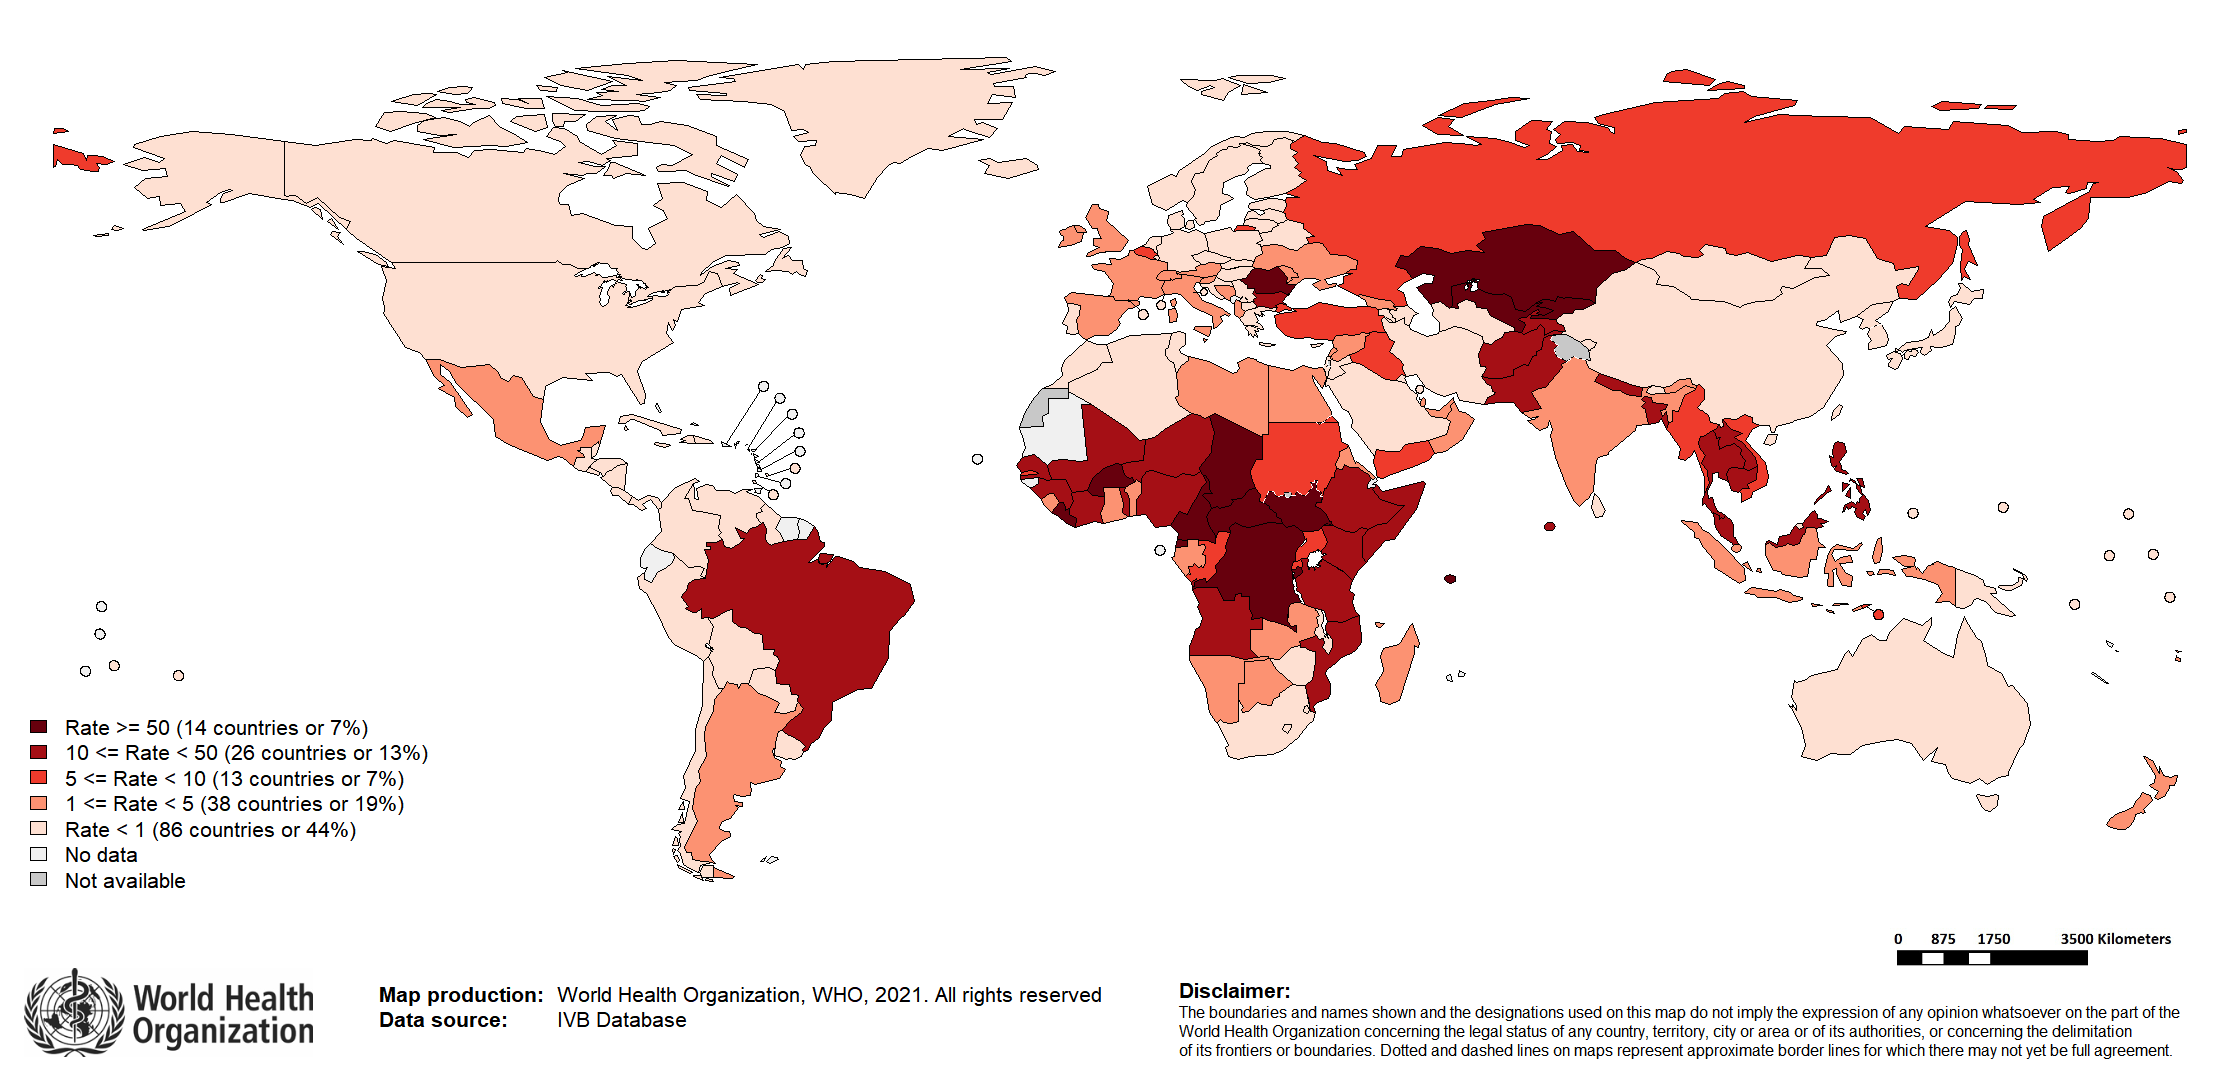 Rate >= 50 (14 countries or 7%)
10 <= Rate < 50 (26 countries or 13%)
5 <= Rate < 10 (13 countries or 7%)
1 <= Rate < 5 (38 countries or 19%)
Rate < 1 (86 countries or 44%)
No data
Not available
0 875 1750 3500 Kilometers
World Health
Organization
Map production: World Health Organization, WHO, 2021. All rights reserved
Data source: IVB Database
Disclaimer:
The boundaries and names shown and the designations used on this map do not imply the expression of any opinion whatsoever on the part of the
World Health Organization concerning the legal status of any country, territory, city or area or of its authorities, or concerning the delimitation
of its frontiers or boundaries. Dotted and dashed lines on maps represent approximate border lines for which there may not yet be full agreement.